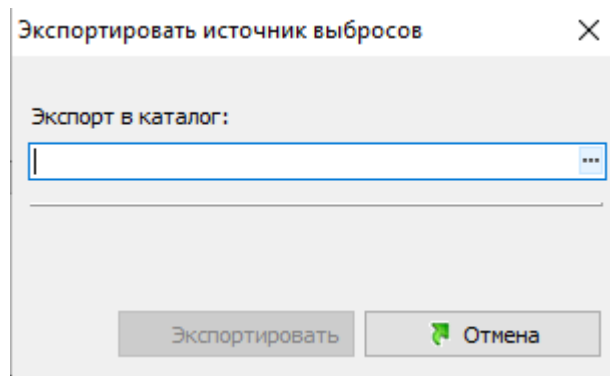 Экспортировать источник выбросов
Экспорт в каталог:
...
Экспортировать
Отмена